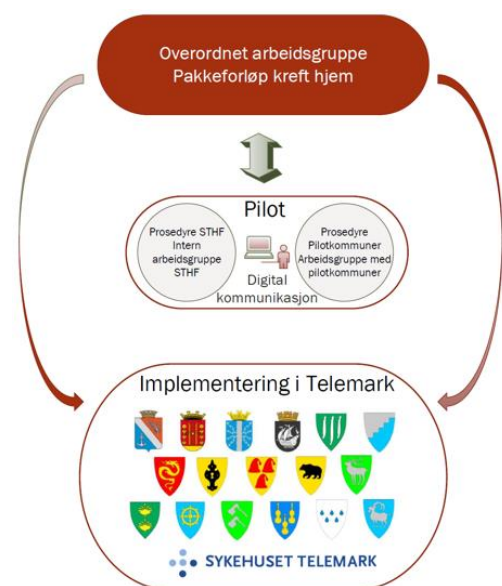 Overordnet arbeidsgruppe
Pakkeforløp kreft hjem
Pilot
Prosedyre STHF
Intern
arbeidsgruppe
STHF
Digital
kommunikasjon
Prosedyre
Pilotkommuner
Arbeidsgruppe med
pilotkommuner
Implementering i Telemark
SYKEHUSET TELEMARK